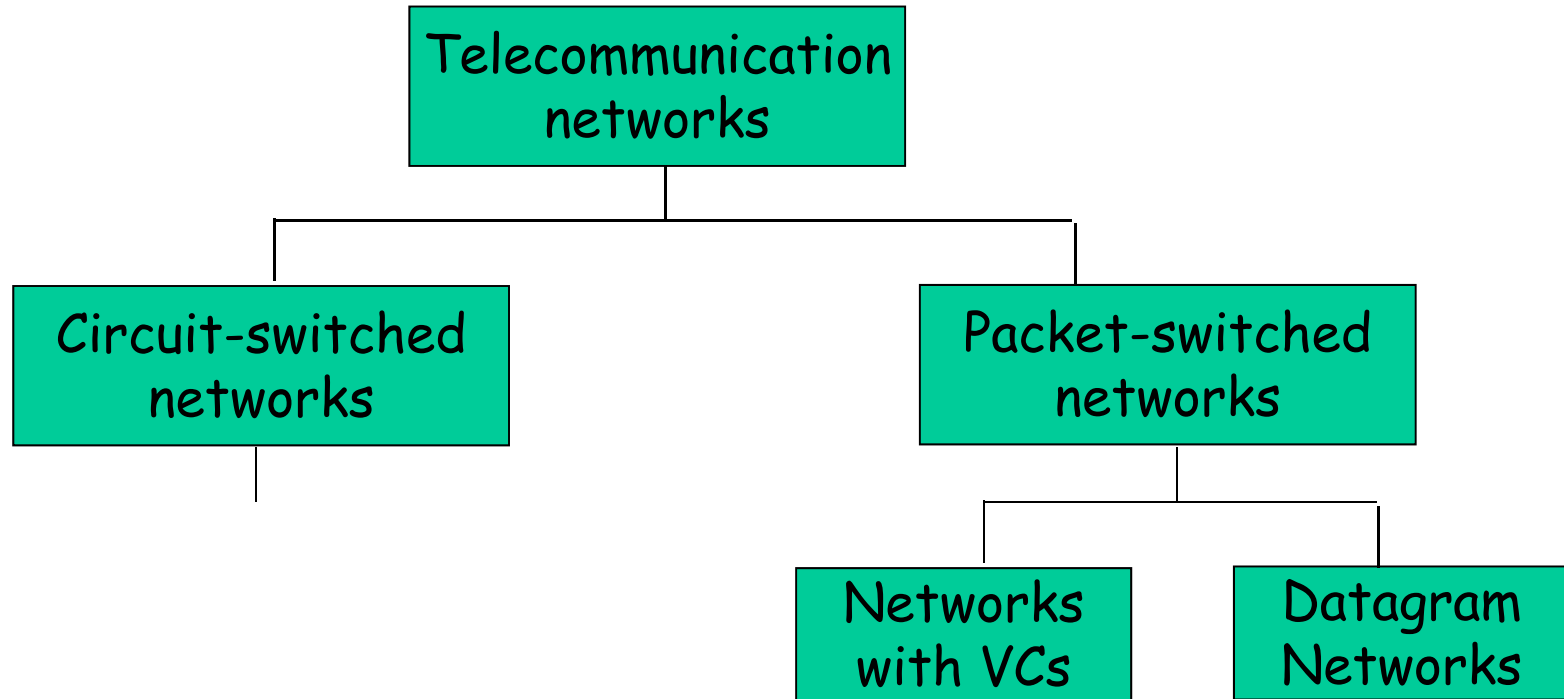 Telecommunication
networks
Circuit-switched
networks
Packet-switched
networks
Networks
with VCs
Datagram
Networks